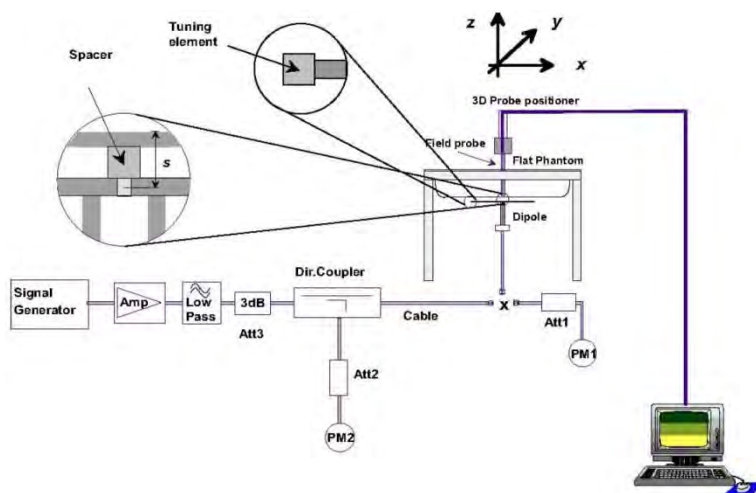 Spacer
Tuning
element
s
z
y
x
3D Probe positioner
Field probe
Flat Phantom
Dipole
Signal
Generator
Amp
Low
Pass
3dB
Att3
Dir.Coupler
Cable
x
Att1
PM1
Att2
PM2